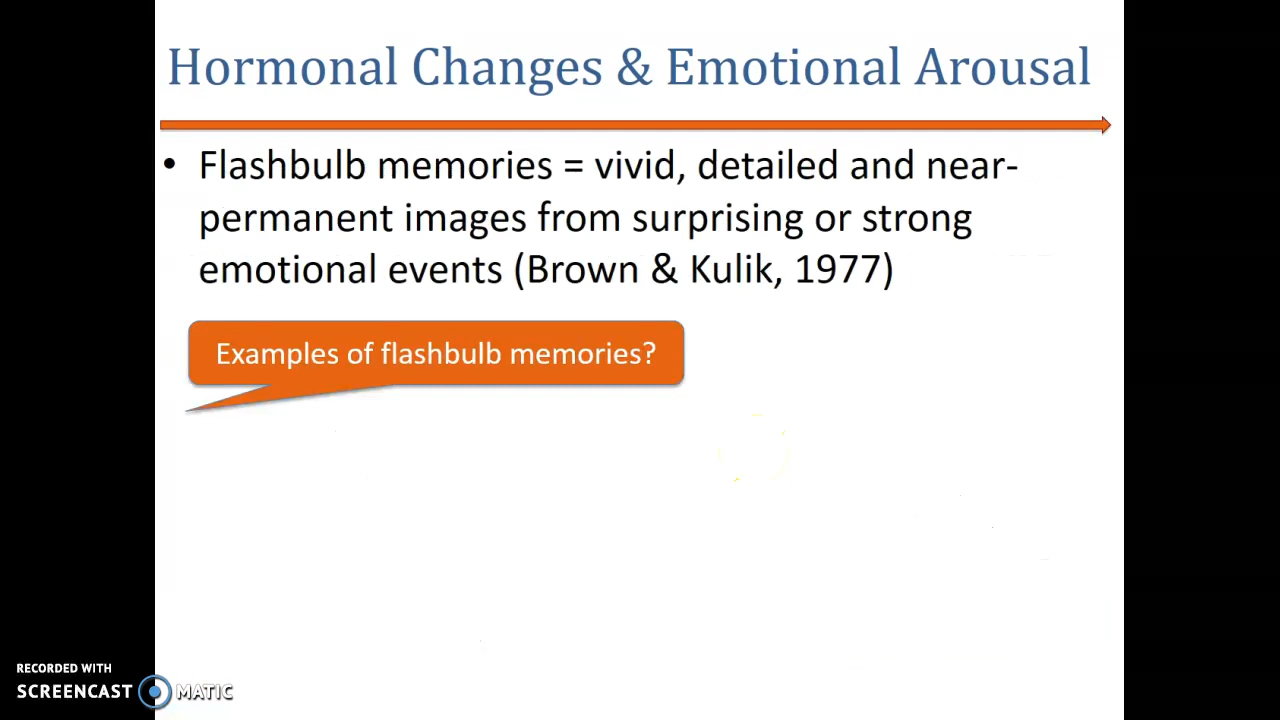 Hormonal Changes & Emotional Arousal
• Flashbulb memories = vivid, detailed and near-
permanent images from surprising or strong
emotional events (Brown & Kulik, 1977)
Examples of flashbulb memories?
RECORDED WITH
SCREENCAST MATIC